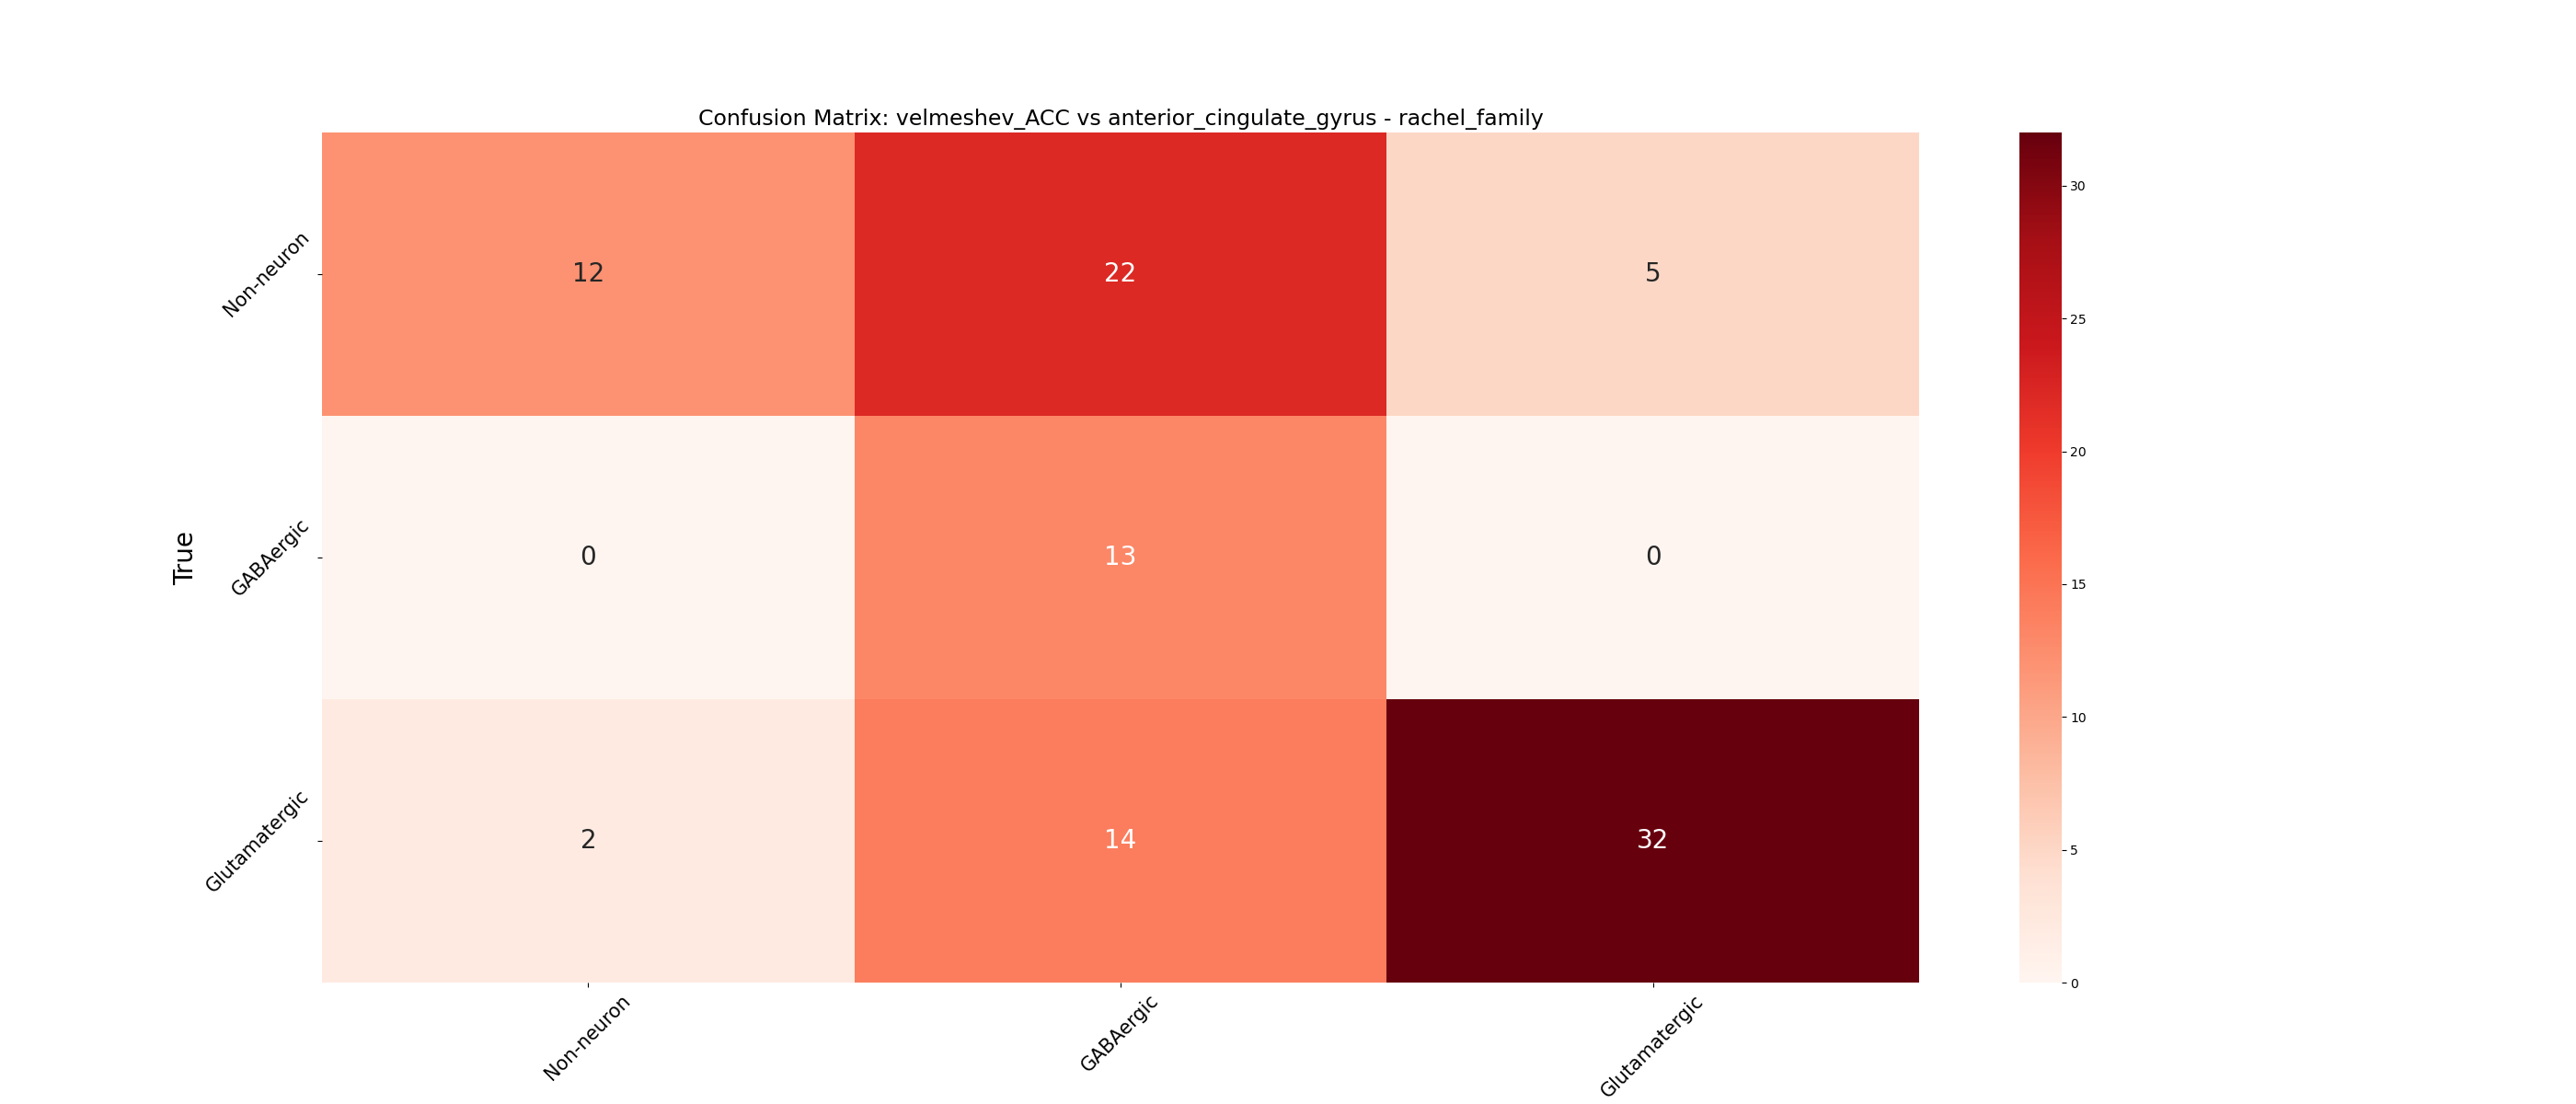 Confusion Matrix: velmeshev_ACC vs anterior_cingulate_gyrus - rachel_family
True
Non-neuron
12 22 5
GABAergic
0 13 0
Glutamatergic
2 14 32
Non-neuron GABAergic Glutamatergic
30
25
20
15
10
5
0